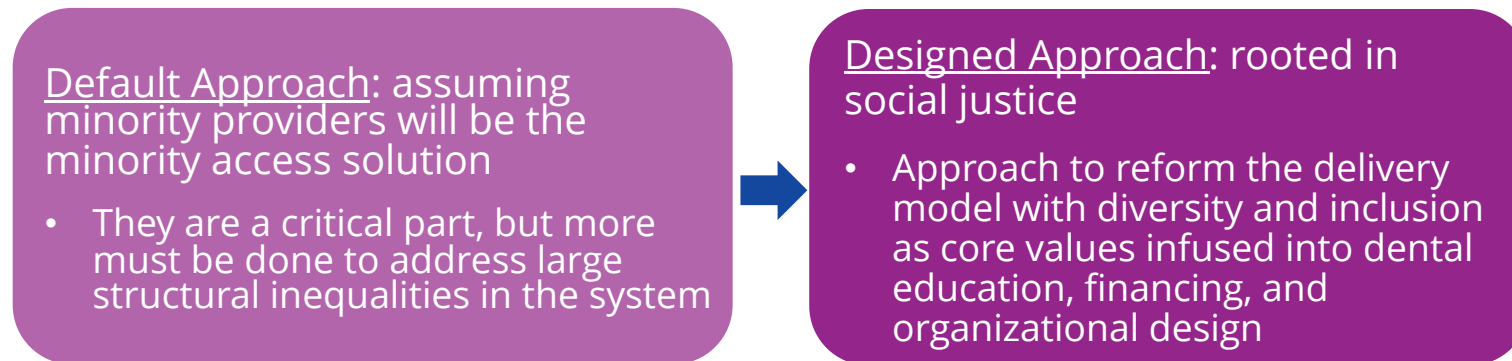 Default Approach: assuming
minority providers will be the
minority access solution
• They are a critical part, but more
must be done to address large
structural inequalities in the system
Designed Approach: rooted in
social justice
• Approach to reform the delivery
model with diversity and inclusion
as core values infused into dental
education, financing, and
organizational design